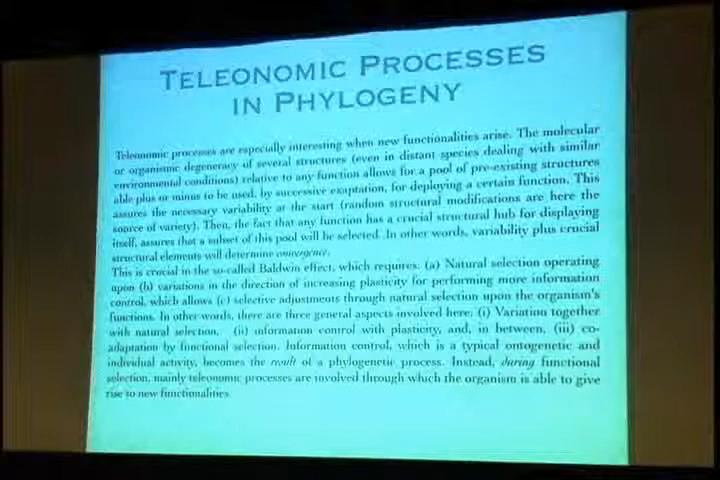 TELEONOMIC PROCESSES
IN PHYLOGENY
Teleonomic processes are especially interesting when new functionalities arise. The molecular
or organismic degeneracy of several structures (even in distant species dealing with similar
environmental conditions) relative to any function allows for a pool of pre-existing structures
able plus or minus to be used, by successive exaptation, for deploying a certain function. This
assures the necessary variability at the start (random structural modifications are here the
source of variety). Then, the fact that any function has a crucial structural hub for displaying
itself, assures that a subset of this pool will be selected. In other words, variability plus crucial
structural elements will determine convergence.
This is crucial in the so-called Baldwin effect, which requires: (a) Natural selection operating
upon (b) variations in the direction of increasing plasticity for performing more information
control, which allows (c) selective adjustments through natural selection upon the organism's
functions. In other words, there are three general aspects involved here: (i) Variation together
with natural selection, (ii) information control with plasticity, and, in between, (iii) co-
adaptation by functional selection. Information control, which is a typical ontogenetic and
individual activity, becomes the result of a phylogenetic process. Instead, during functional
selection, mainly teleonomic processes are involved through which the organism is able to give
rise to new functionalities